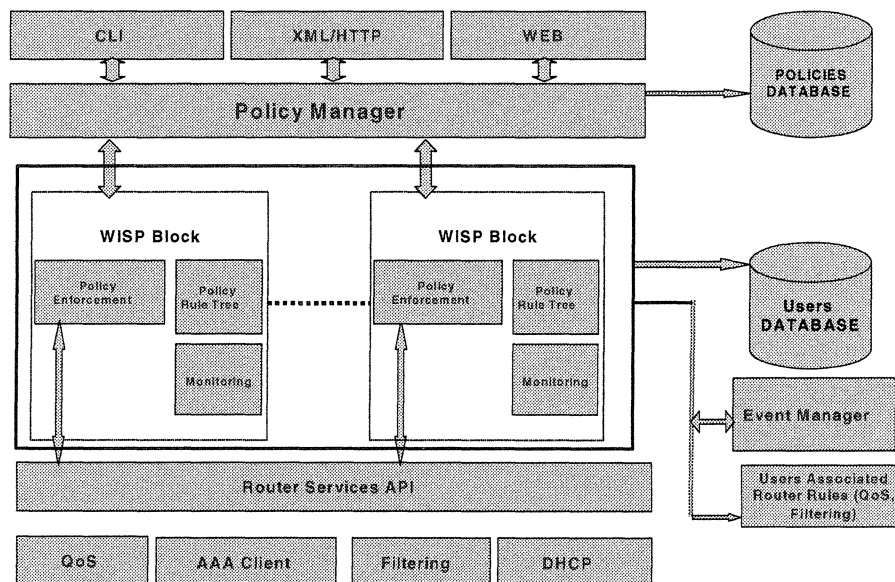 CLI
XML/HTTP
WEB
POLICIES
DATABASE
Policy Manager
WISP Block
Policy
Enforcement
Policy
Rule Tree
Monitoring
WISP Block
Policy
Enforcement
Policy
Rule Tree
Monitoring
Users
DATABASE
Event Manager
Router Services API
Users Associated
Router Rules (QoS,
Filtering)
QoS
AAA Client
Filtering
DHCP